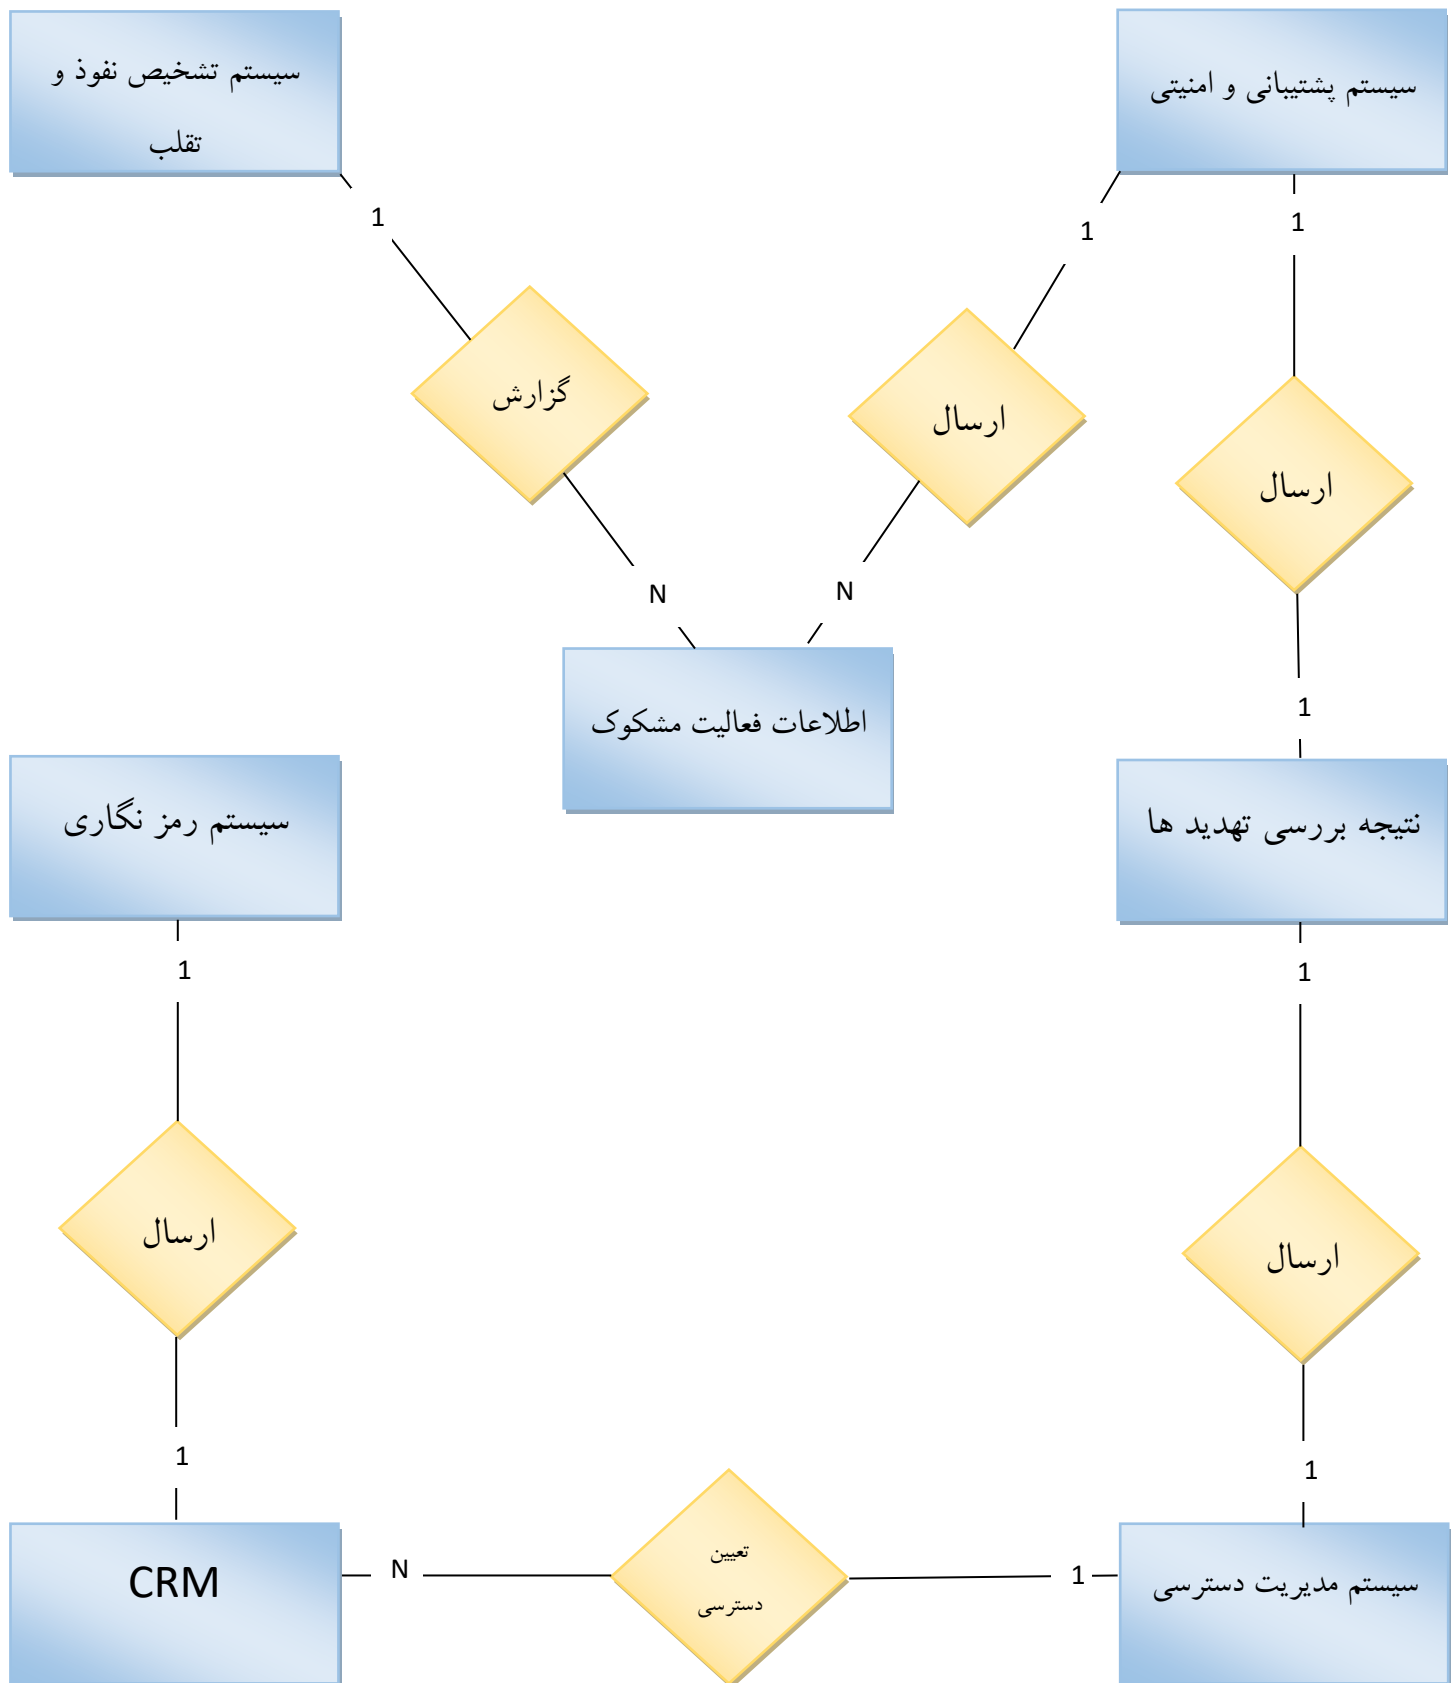 سیستم پشتیبانی و امنیتی
سیستم تشخیص نفوذ و
تقلب
1
1
1
گزارش
ارسال
ارسال
N
N
1
اطلاعات فعالیت مشکوک
نتیجه بررسی تهدید ها
سیستم رمز نگاری
1
1
ارسال
ارسال
1
1
سیستم مدیریت دسترسی
1
تعیین
دسترسی
N
CRM